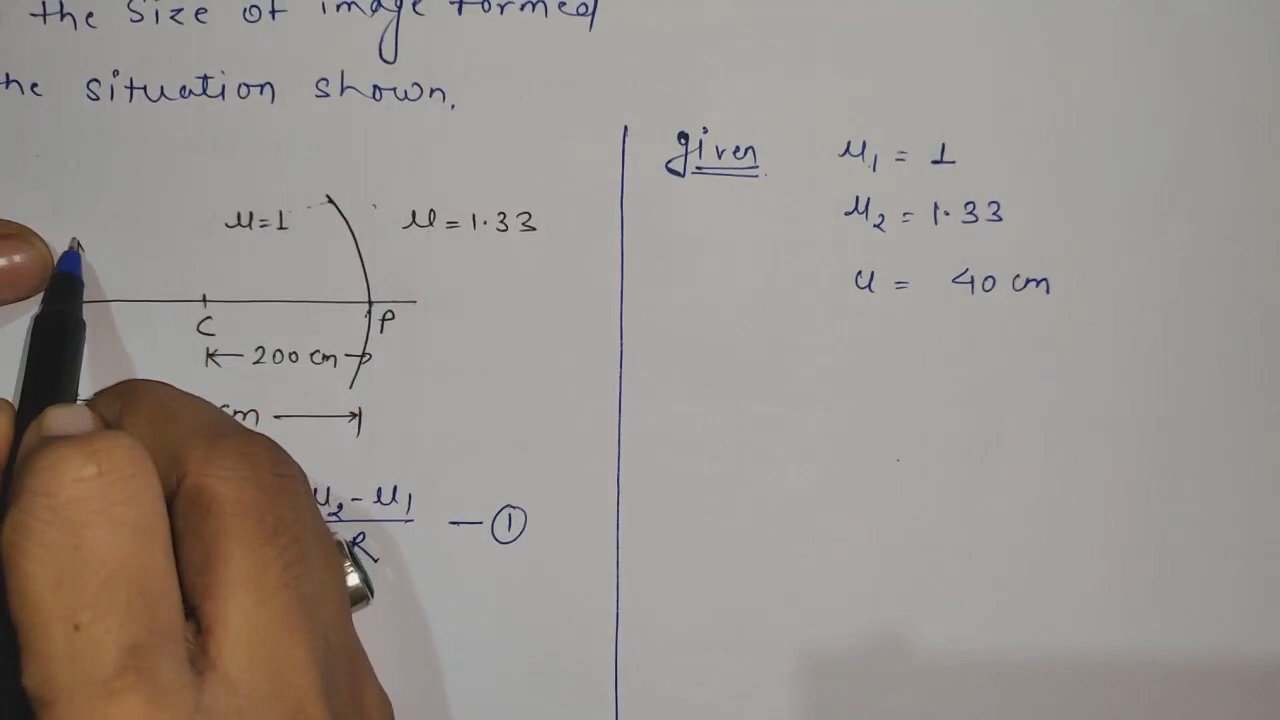 the size of image formed
he situation shown.
given μ1 = 1
μ2 = 1.33
u = 40 cm
μ=1 μ = 1.33
C P
200 cm
cm
μ2 - μ1 / R — ①